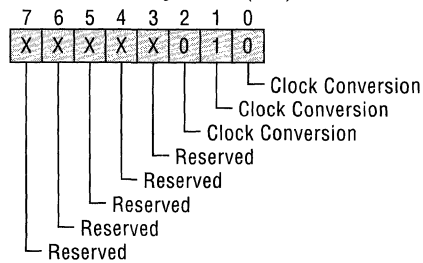 7 6 5 4 3 2 1 0
X X X X X 0 1 0
Clock Conversion
Clock Conversion
Clock Conversion
Reserved
Reserved
Reserved
Reserved
Reserved